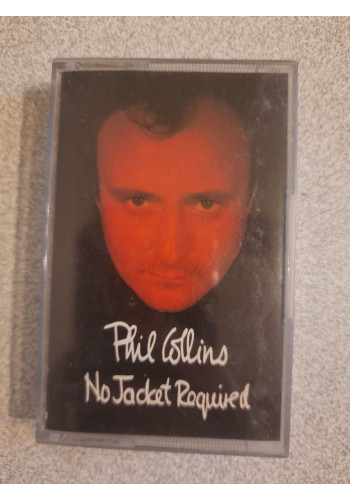 Phil Collins
No Jacket Required